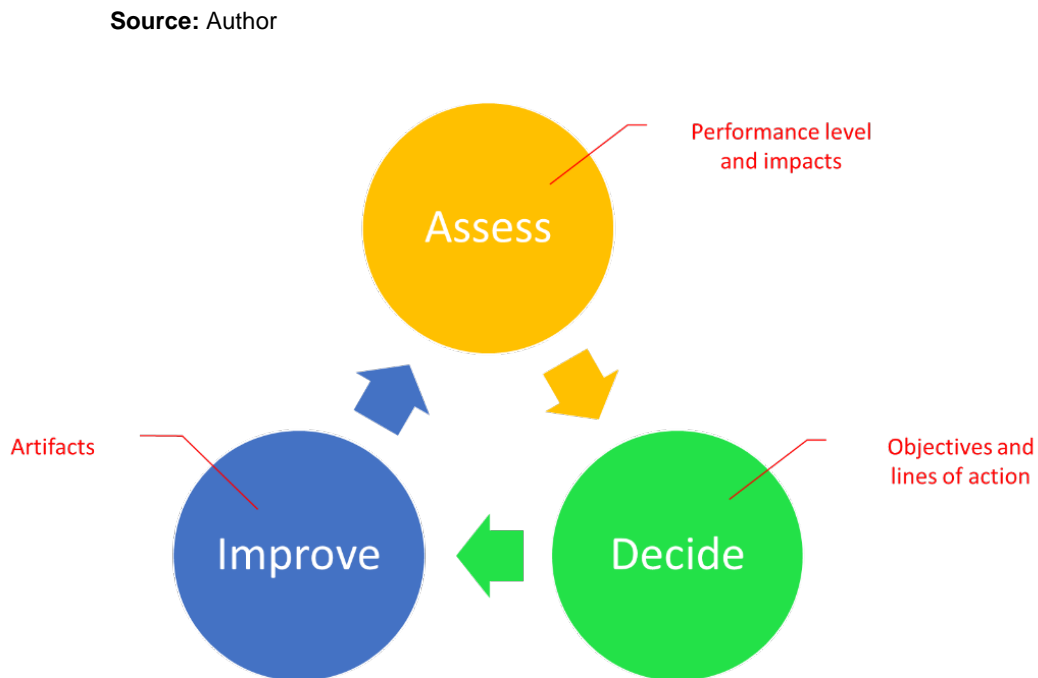 Source: Author
Performance level
and impacts
Assess
Artifacts
Objectives and
lines of action
Improve
Decide